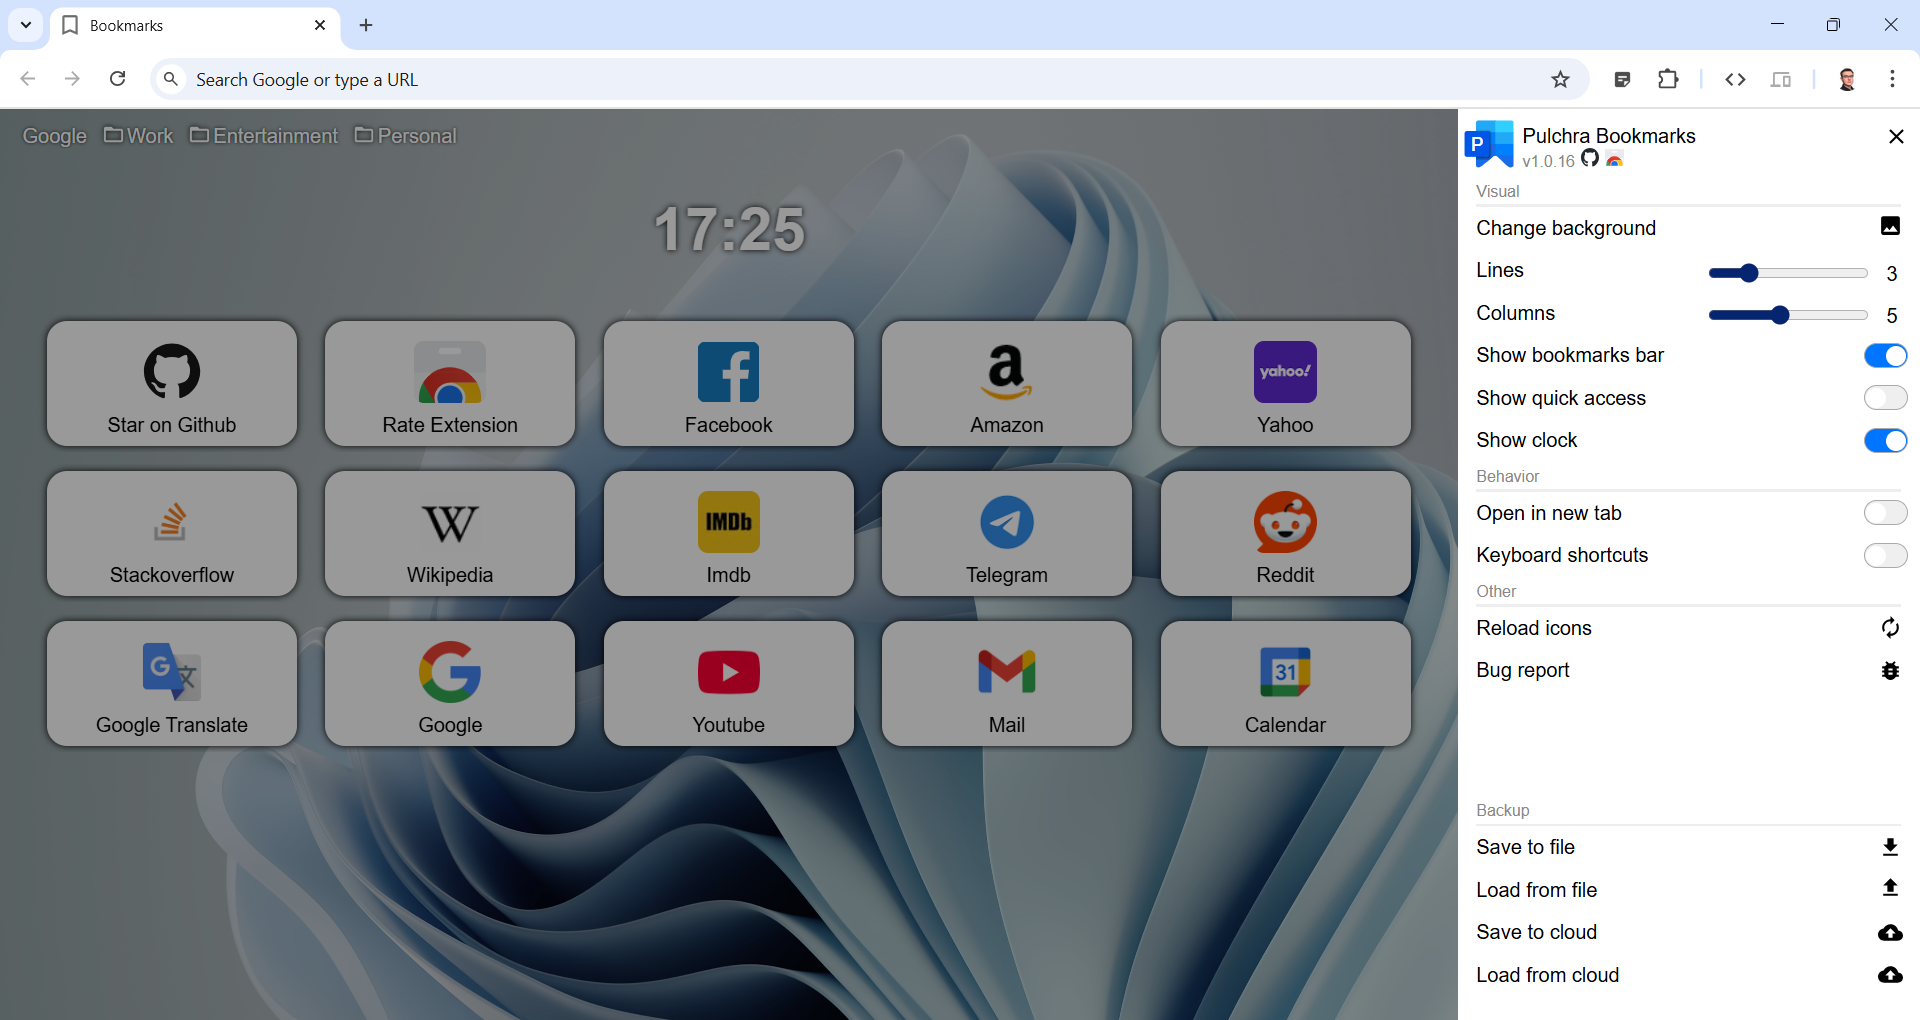 Bookmarks
Search Google or type a URL
Google Work Entertainment Personal
17:25
Star on Github
Rate Extension
Facebook
Amazon
yahoo!
Yahoo
Stackoverflow
W
Wikipedia
IMDb
Imdb
Telegram
Reddit
G
Google Translate
Google
Youtube
Mail
31
Calendar
P
Pulchra Bookmarks
v1.0.16
Visual
Change background
Lines 3
Columns 5
Show bookmarks bar
Show quick access
Show clock
Behavior
Open in new tab
Keyboard shortcuts
Other
Reload icons
Bug report
Backup
Save to file
Load from file
Save to cloud
Load from cloud